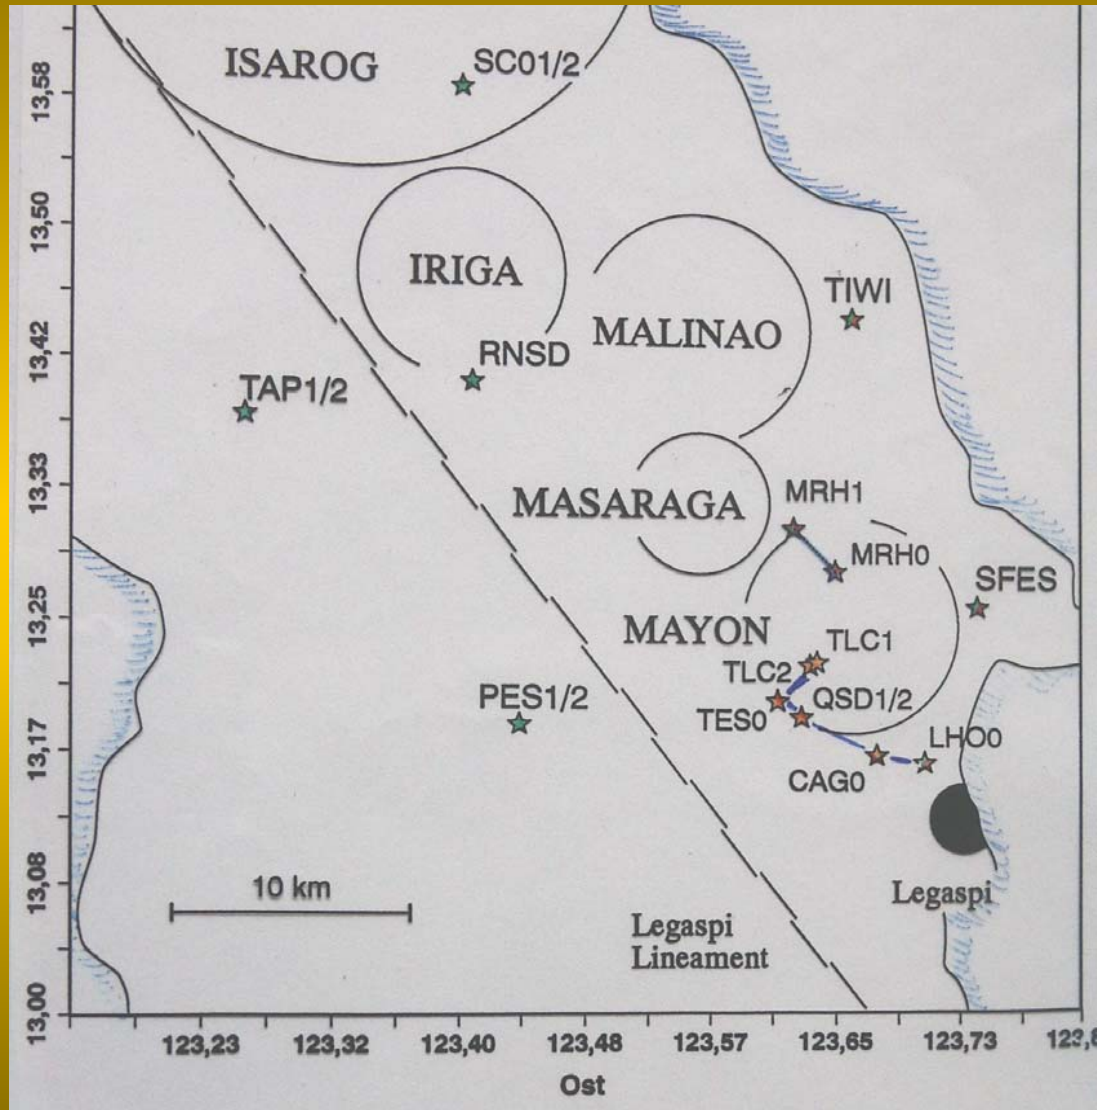 ISAROG
SC01/2
IRIGA
MALINAO
TIWI
RNSD
TAP1/2
MASARAGA
MRH1
MRH0
SFES
MAYON
TLC1
TLC2
QSD1/2
TES0
PES1/2
LHO0
CAG0
Legaspi
10 km
Legaspi
Lineament
13,58
13,50
13,42
13,33
13,25
13,17
13,08
13,00
123,23
123,32
123,40
123,48
123,57
123,65
123,73
Ost